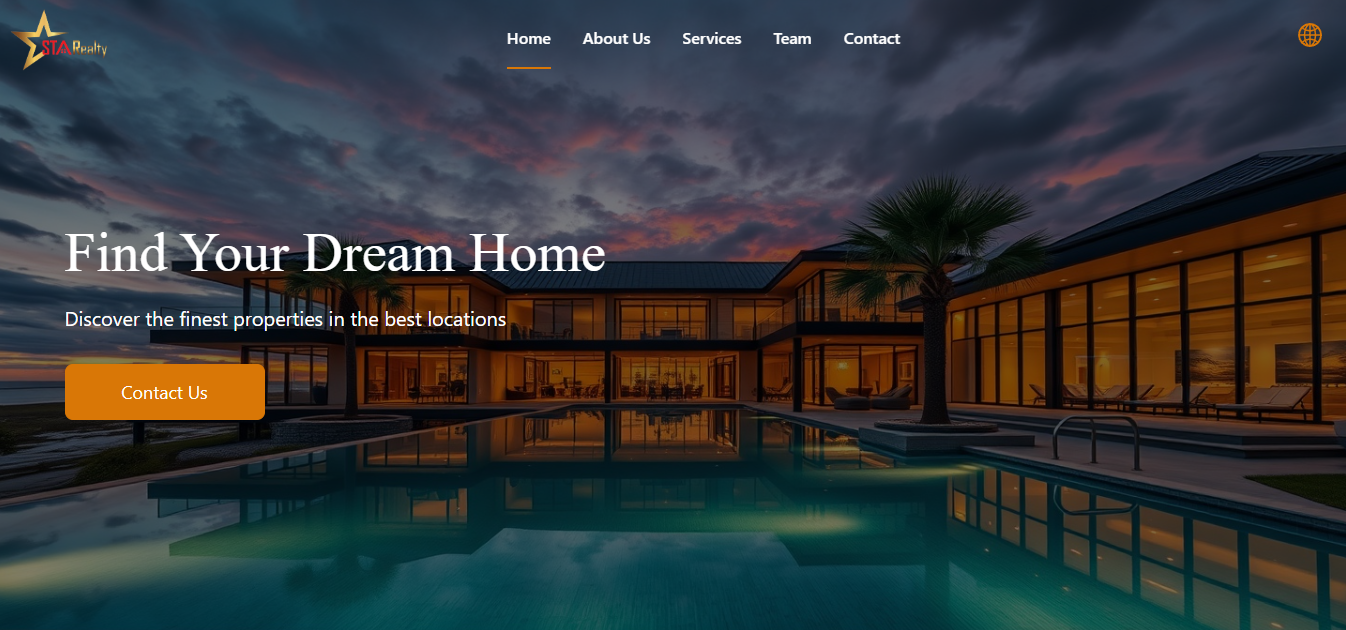 STAR Realty
Home
About Us
Services
Team
Contact
Find Your Dream Home
Discover the finest properties in the best locations
Contact Us